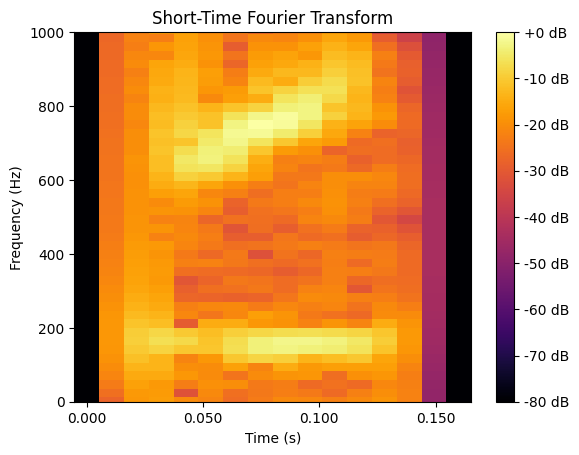 Short-Time Fourier Transform
1000
800
600
400
200
0
Frequency (Hz)
0.000
0.050
0.100
0.150
Time (s)
+0 dB
-10 dB
-20 dB
-30 dB
-40 dB
-50 dB
-60 dB
-70 dB
-80 dB